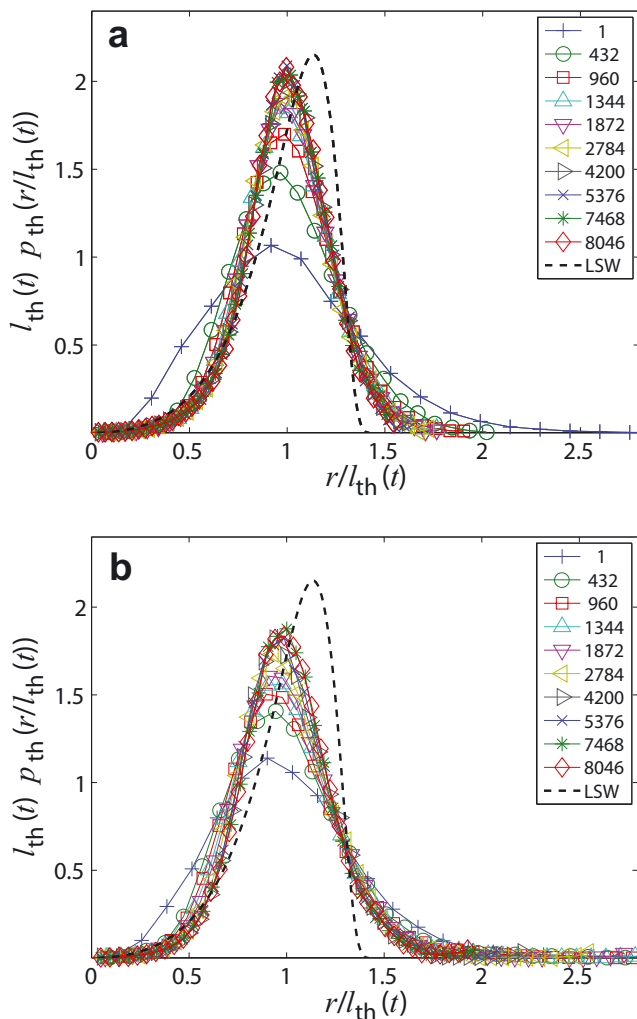 a
2
1.5
1
0.5
0 0.5 1 1.5 2 2.5
l_th(t) p_th(r/l_th(t))
r/l_th(t)
1
432
960
1344
1872
2784
4200
5376
7468
8046
LSW
b
2
1.5
1
0.5
0 0.5 1 1.5 2 2.5
l_th(t) p_th(r/l_th(t))
r/l_th(t)
1
432
960
1344
1872
2784
4200
5376
7468
8046
LSW